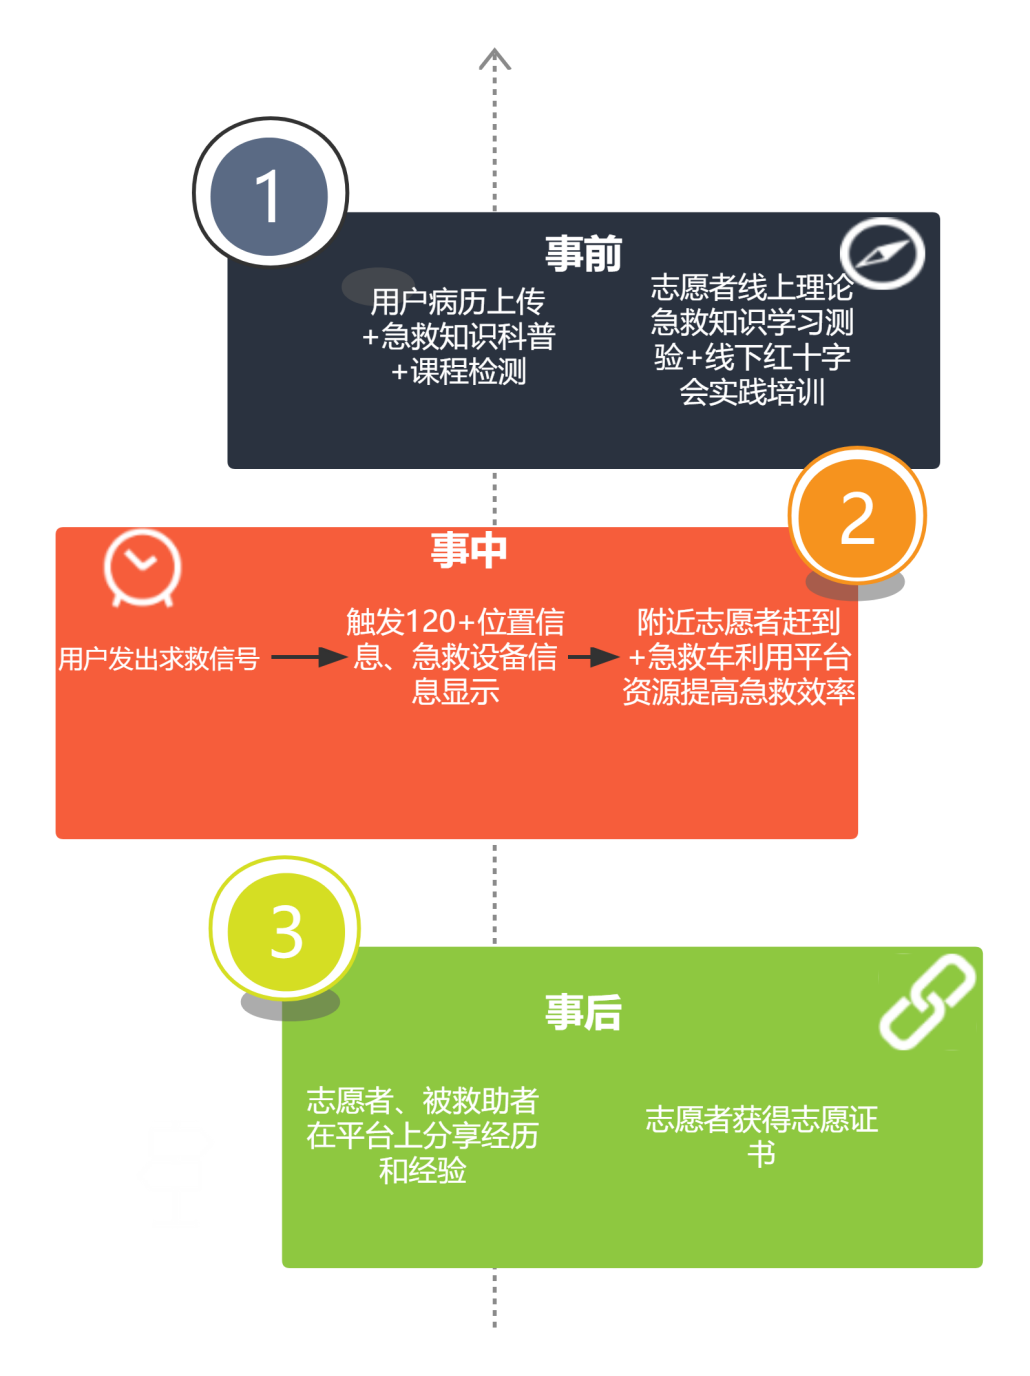 1
事前
用户病历上传
+急救知识科普
+课程检测
志愿者线上理论
急救知识学习测
验+线下红十字
会实践培训
2
事中
用户发出求救信号
触发120+位置信
息、急救设备信
息显示
附近志愿者赶到
+急救车利用平台
资源提高急救效率
3
事后
志愿者、被救助者
在平台上分享经历
和经验
志愿者获得志愿证
书